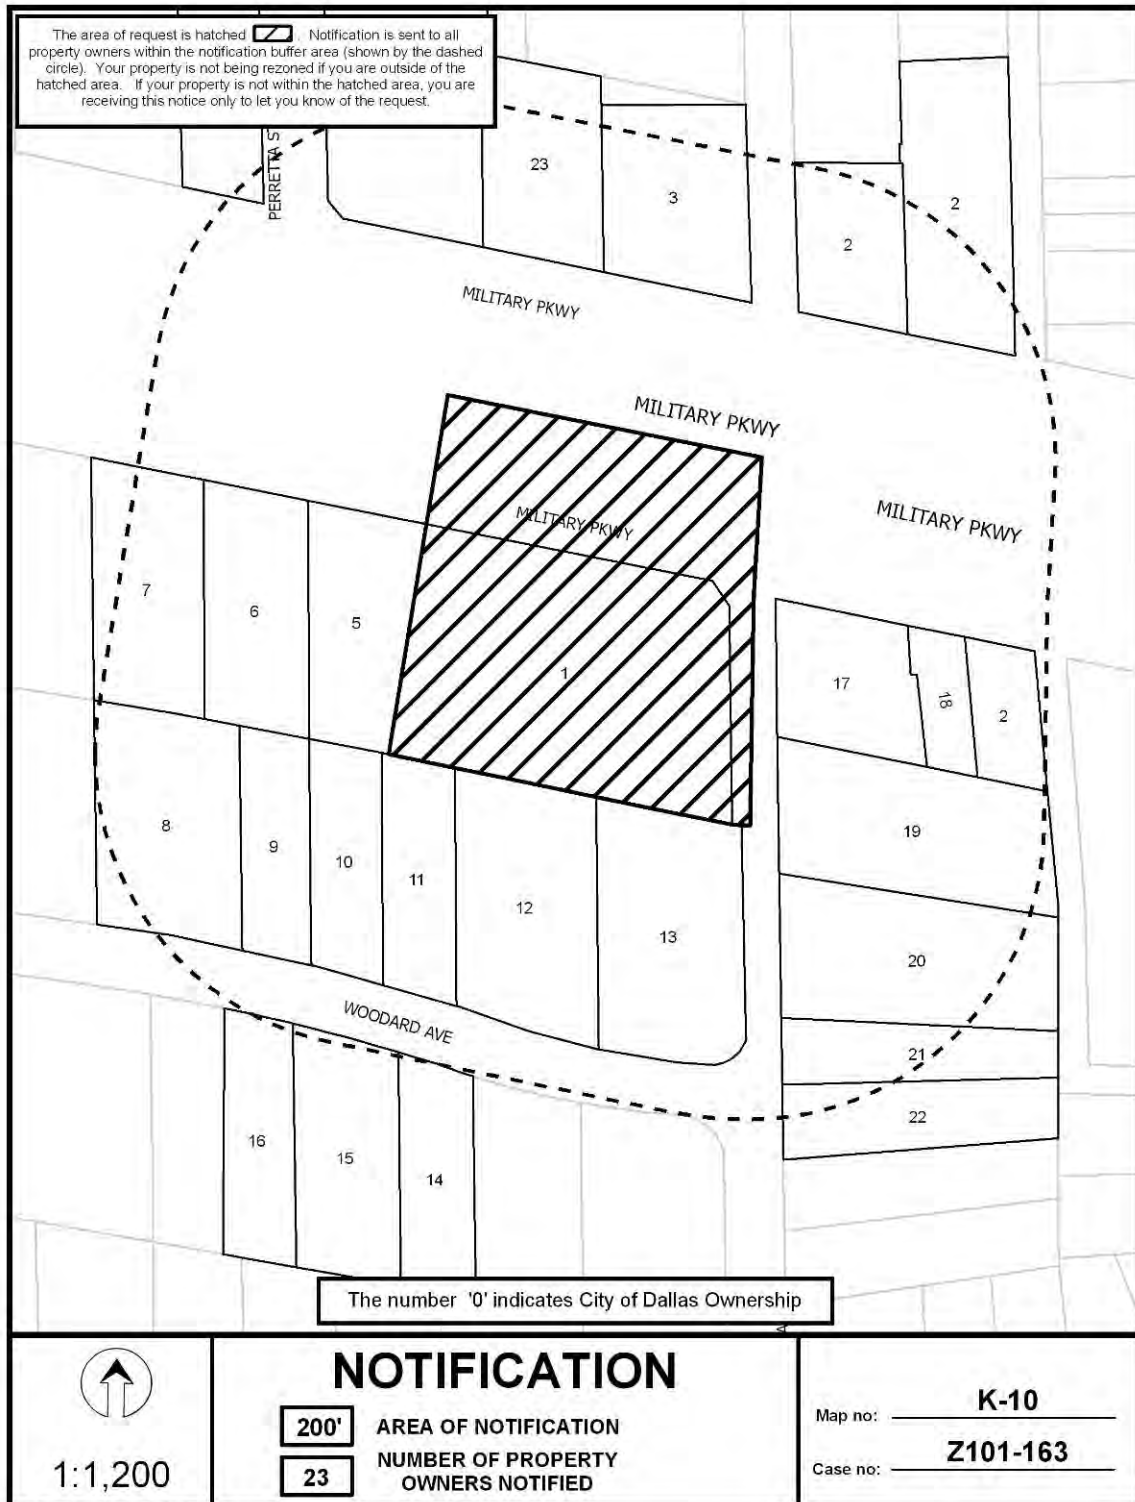 The area of request is hatched . Notification is sent to all
property owners within the notification buffer area (shown by the dashed
circle). Your property is not being rezoned if you are outside of the
hatched area. If your property is not within the hatched area, you are
receiving this notice only to let you know of the request.
PERRETTA S
23
3
2
2
MILITARY PKWY
MILITARY PKWY
MILITARY PKWY
MILITARY PKWY
7
6
5
1
17
18
2
8
9
10
11
12
13
19
20
21
22
WOODARD AVE
16
15
14
The number '0' indicates City of Dallas Ownership
1:1,200
NOTIFICATION
200' AREA OF NOTIFICATION
23 NUMBER OF PROPERTY
OWNERS NOTIFIED
Map no: K-10
Case no: Z101-163